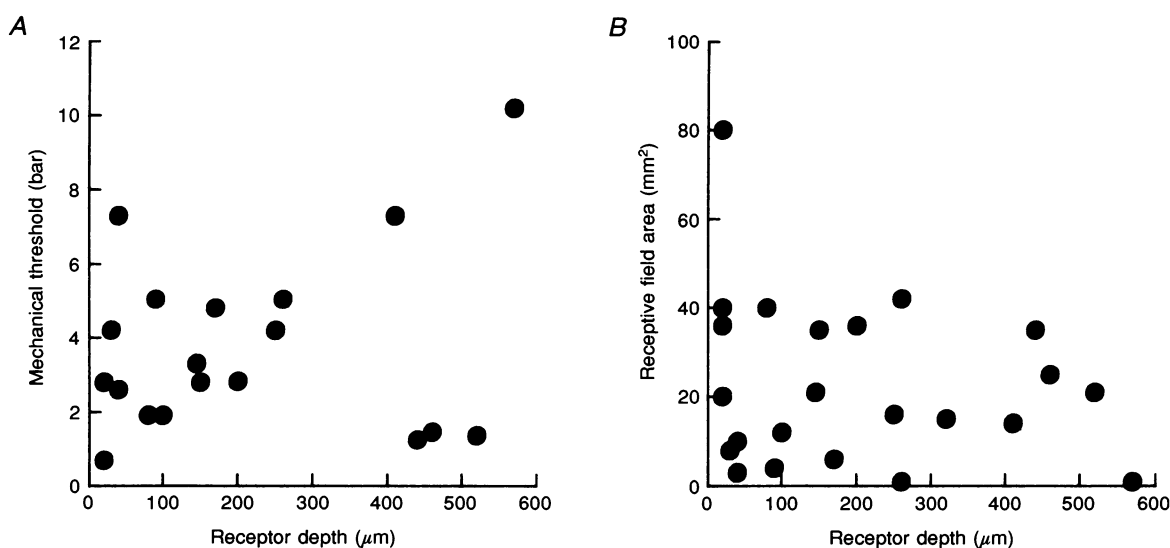 A
12
10
8
6
4
2
0
Mechanical threshold (bar)
0 100 200 300 400 500 600
Receptor depth (μm)
B
100
80
60
40
20
0
Receptive field area (mm²)
0 100 200 300 400 500 600
Receptor depth (μm)